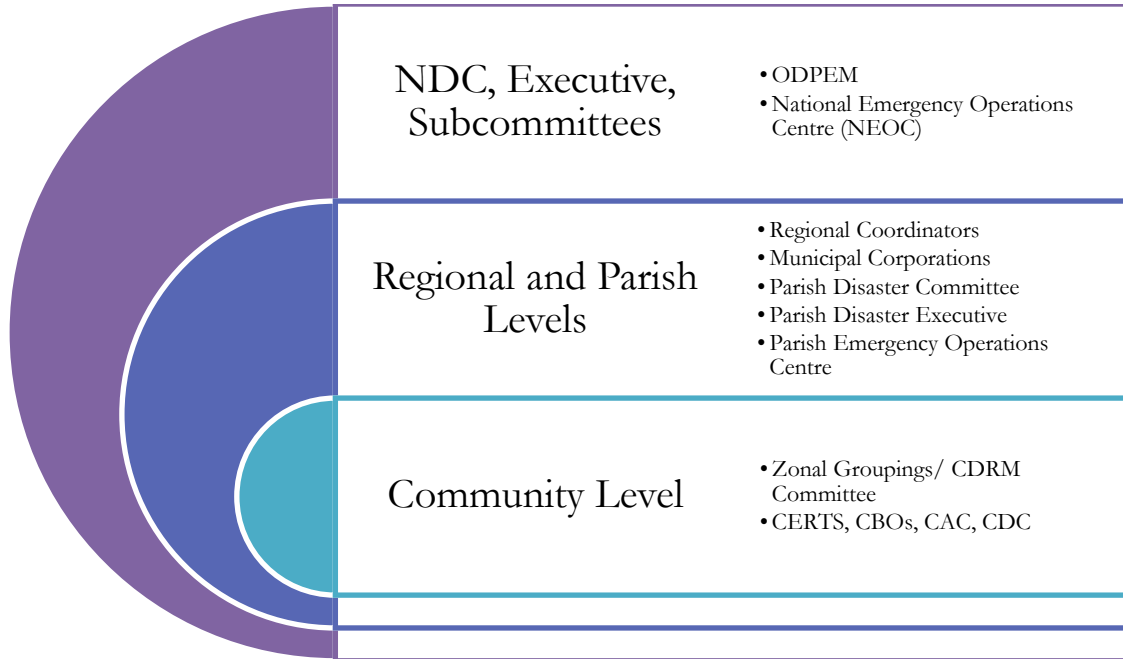 NDC, Executive,
Subcommittees
• ODPEM
• National Emergency Operations
Centre (NEOC)
Regional and Parish
Levels
• Regional Coordinators
• Municipal Corporations
• Parish Disaster Committee
• Parish Disaster Executive
• Parish Emergency Operations
Centre
Community Level
• Zonal Groupings/ CDRM
Committee
• CERTS, CBOs, CAC, CDC